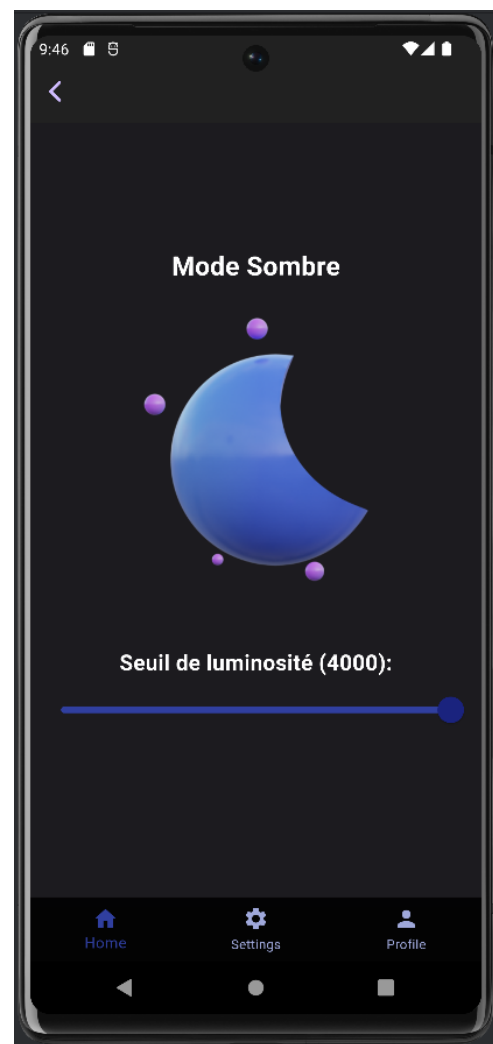 9:46
Mode Sombre
Seuil de luminosité (4000):
Home
Settings
Profile